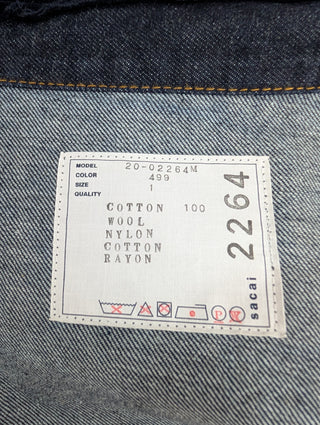 MODEL 20-02264M
COLOR 499
SIZE 1
QUALITY
COTTON 100
WOOL
NYLON
COTTON
RAYON
2264
sacai
P W